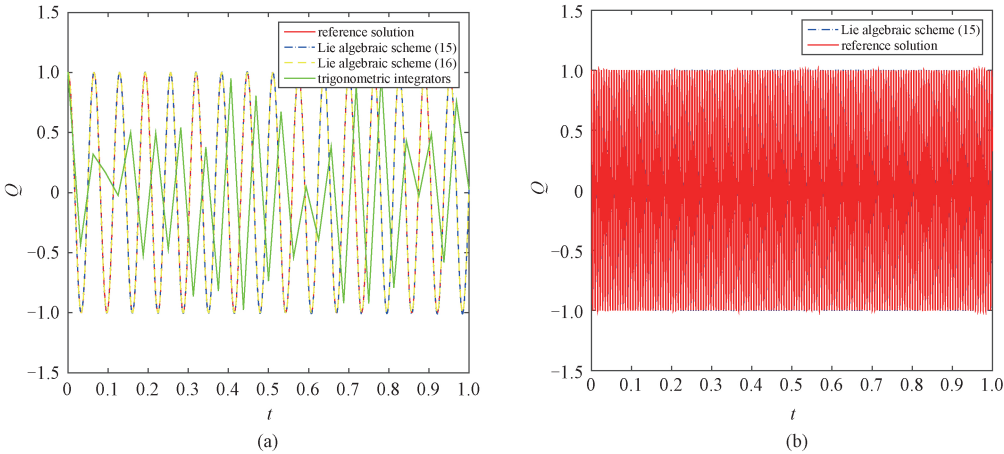 1.5
1.0
0.5
0
−0.5
−1.0
−1.5
Q
reference solution
Lie algebraic scheme (15)
Lie algebraic scheme (16)
trigonometric integrators
0 0.1 0.2 0.3 0.4 0.5 0.6 0.7 0.8 0.9 1.0
t
(a)
1.5
1.0
0.5
0
−0.5
−1.0
−1.5
Q
Lie algebraic scheme (15)
reference solution
0 0.1 0.2 0.3 0.4 0.5 0.6 0.7 0.8 0.9 1.0
t
(b)